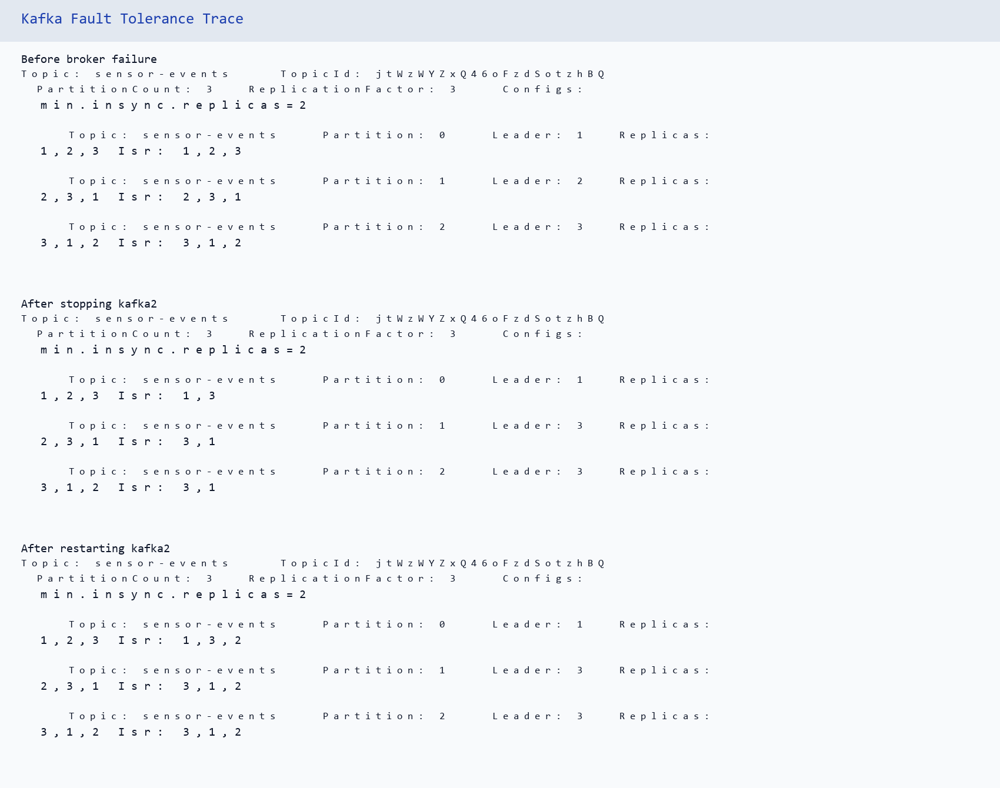 Kafka Fault Tolerance Trace
Before broker failure
Topic: sensor-events TopicId: jtWzWYZxQ46oFzdSotzhBQ
PartitionCount: 3 ReplicationFactor: 3 Configs:
min.insync.replicas=2
Topic: sensor-events Partition: 0 Leader: 1 Replicas:
1,2,3 Isr: 1,2,3
Topic: sensor-events Partition: 1 Leader: 2 Replicas:
2,3,1 Isr: 2,3,1
Topic: sensor-events Partition: 2 Leader: 3 Replicas:
3,1,2 Isr: 3,1,2
After stopping kafka2
Topic: sensor-events TopicId: jtWzWYZxQ46oFzdSotzhBQ
PartitionCount: 3 ReplicationFactor: 3 Configs:
min.insync.replicas=2
Topic: sensor-events Partition: 0 Leader: 1 Replicas:
1,2,3 Isr: 1,3
Topic: sensor-events Partition: 1 Leader: 3 Replicas:
2,3,1 Isr: 3,1
Topic: sensor-events Partition: 2 Leader: 3 Replicas:
3,1,2 Isr: 3,1
After restarting kafka2
Topic: sensor-events TopicId: jtWzWYZxQ46oFzdSotzhBQ
PartitionCount: 3 ReplicationFactor: 3 Configs:
min.insync.replicas=2
Topic: sensor-events Partition: 0 Leader: 1 Replicas:
1,2,3 Isr: 1,3,2
Topic: sensor-events Partition: 1 Leader: 3 Replicas:
2,3,1 Isr: 3,1,2
Topic: sensor-events Partition: 2 Leader: 3 Replicas:
3,1,2 Isr: 3,1,2